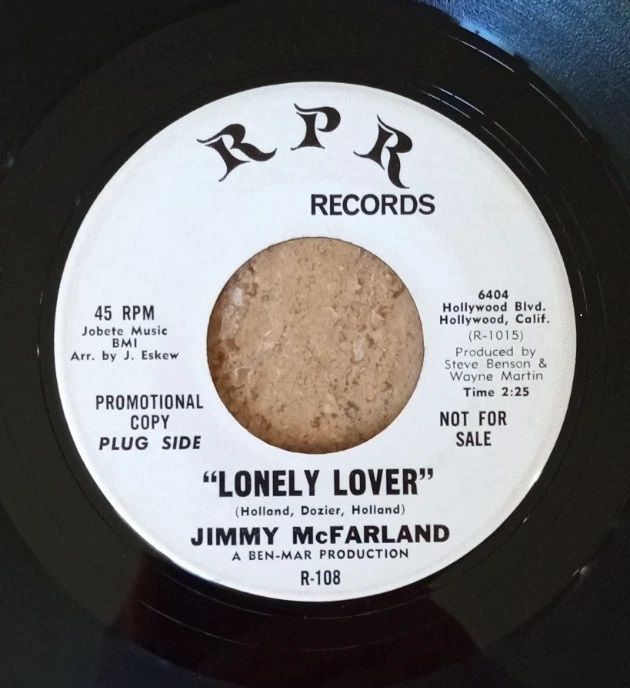 RPR
RECORDS
45 RPM
Jobete Music
BMI
Arr. by J. Eskew
PROMOTIONAL
COPY
PLUG SIDE
6404
Hollywood Blvd.
Hollywood, Calif.
(R-1015)
Produced by
Steve Benson &
Wayne Martin
Time 2:25
NOT FOR
SALE
"LONELY LOVER"
(Holland, Dozier, Holland)
JIMMY McFARLAND
A BEN-MAR PRODUCTION
R-108